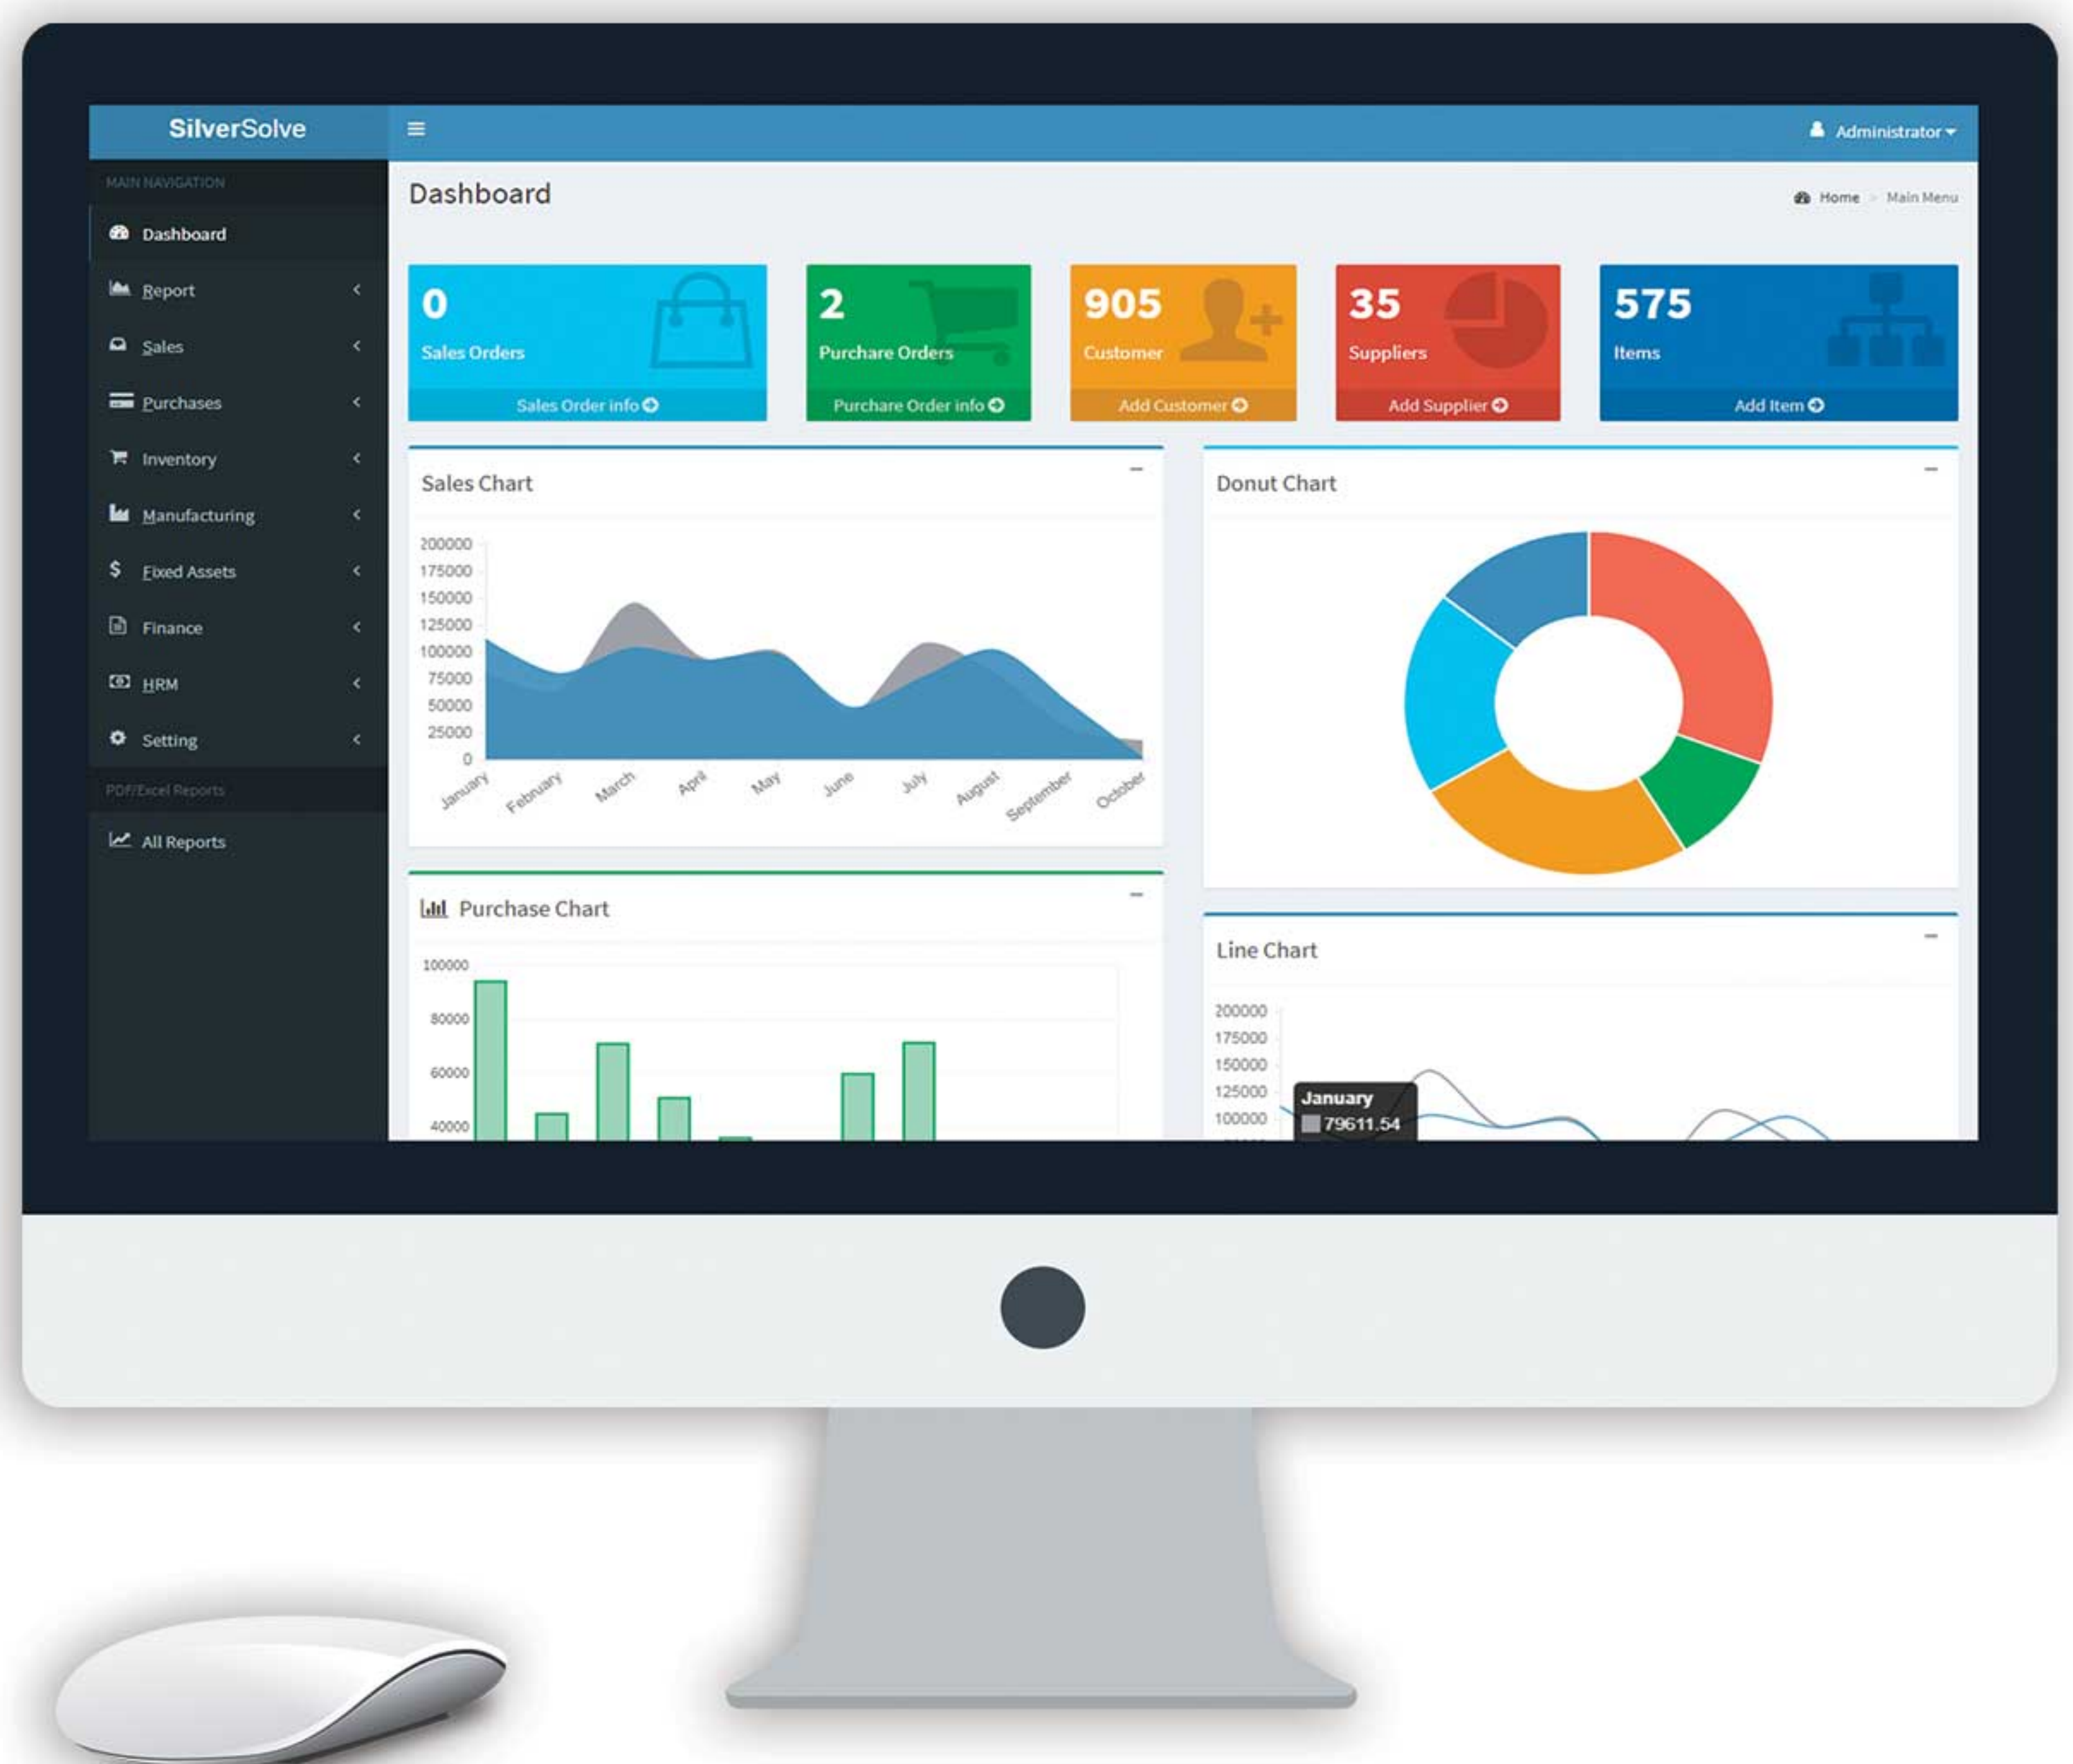 SilverSolve
Administrator
MAIN NAVIGATION
Dashboard
Report
Sales
Purchases
Inventory
Manufacturing
Fixed Assets
Finance
HRM
Setting
PDF/Excel Reports
All Reports
Dashboard
Home > Main Menu
0
Sales Orders
Sales Order info
2
Purchare Orders
Purchare Order info
905
Customer
Add Customer
35
Suppliers
Add Supplier
575
Items
Add Item
Sales Chart
200000
175000
150000
125000
100000
75000
50000
25000
0
January February March April May June July August September October
Donut Chart
Purchase Chart
100000
80000
60000
40000
Line Chart
200000
175000
150000
125000
100000
January
79611.54